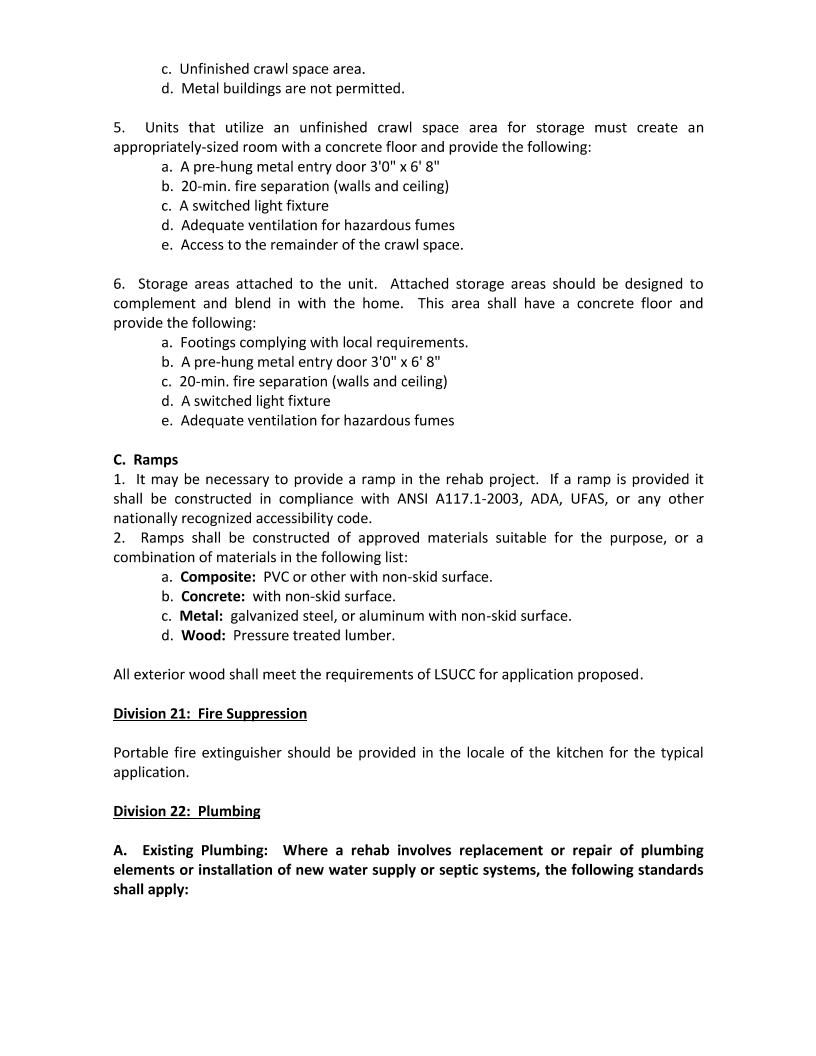 c. Unfinished crawl space area.
d. Metal buildings are not permitted.
5. Units that utilize an unfinished crawl space area for storage must create an
appropriately-sized room with a concrete floor and provide the following:
a. A pre-hung metal entry door 3'0" x 6' 8"
b. 20-min. fire separation (walls and ceiling)
c. A switched light fixture
d. Adequate ventilation for hazardous fumes
e. Access to the remainder of the crawl space.
6. Storage areas attached to the unit. Attached storage areas should be designed to
complement and blend in with the home. This area shall have a concrete floor and
provide the following:
a. Footings complying with local requirements.
b. A pre-hung metal entry door 3'0" x 6' 8"
c. 20-min. fire separation (walls and ceiling)
d. A switched light fixture
e. Adequate ventilation for hazardous fumes
C. Ramps
1. It may be necessary to provide a ramp in the rehab project. If a ramp is provided it
shall be constructed in compliance with ANSI A117.1-2003, ADA, UFAS, or any other
nationally recognized accessibility code.
2. Ramps shall be constructed of approved materials suitable for the purpose, or a
combination of materials in the following list:
a. Composite: PVC or other with non-skid surface.
b. Concrete: with non-skid surface.
c. Metal: galvanized steel, or aluminum with non-skid surface.
d. Wood: Pressure treated lumber.
All exterior wood shall meet the requirements of LSUCC for application proposed.
Division 21: Fire Suppression
Portable fire extinguisher should be provided in the locale of the kitchen for the typical
application.
Division 22: Plumbing
A. Existing Plumbing: Where a rehab involves replacement or repair of plumbing
elements or installation of new water supply or septic systems, the following standards
shall apply: